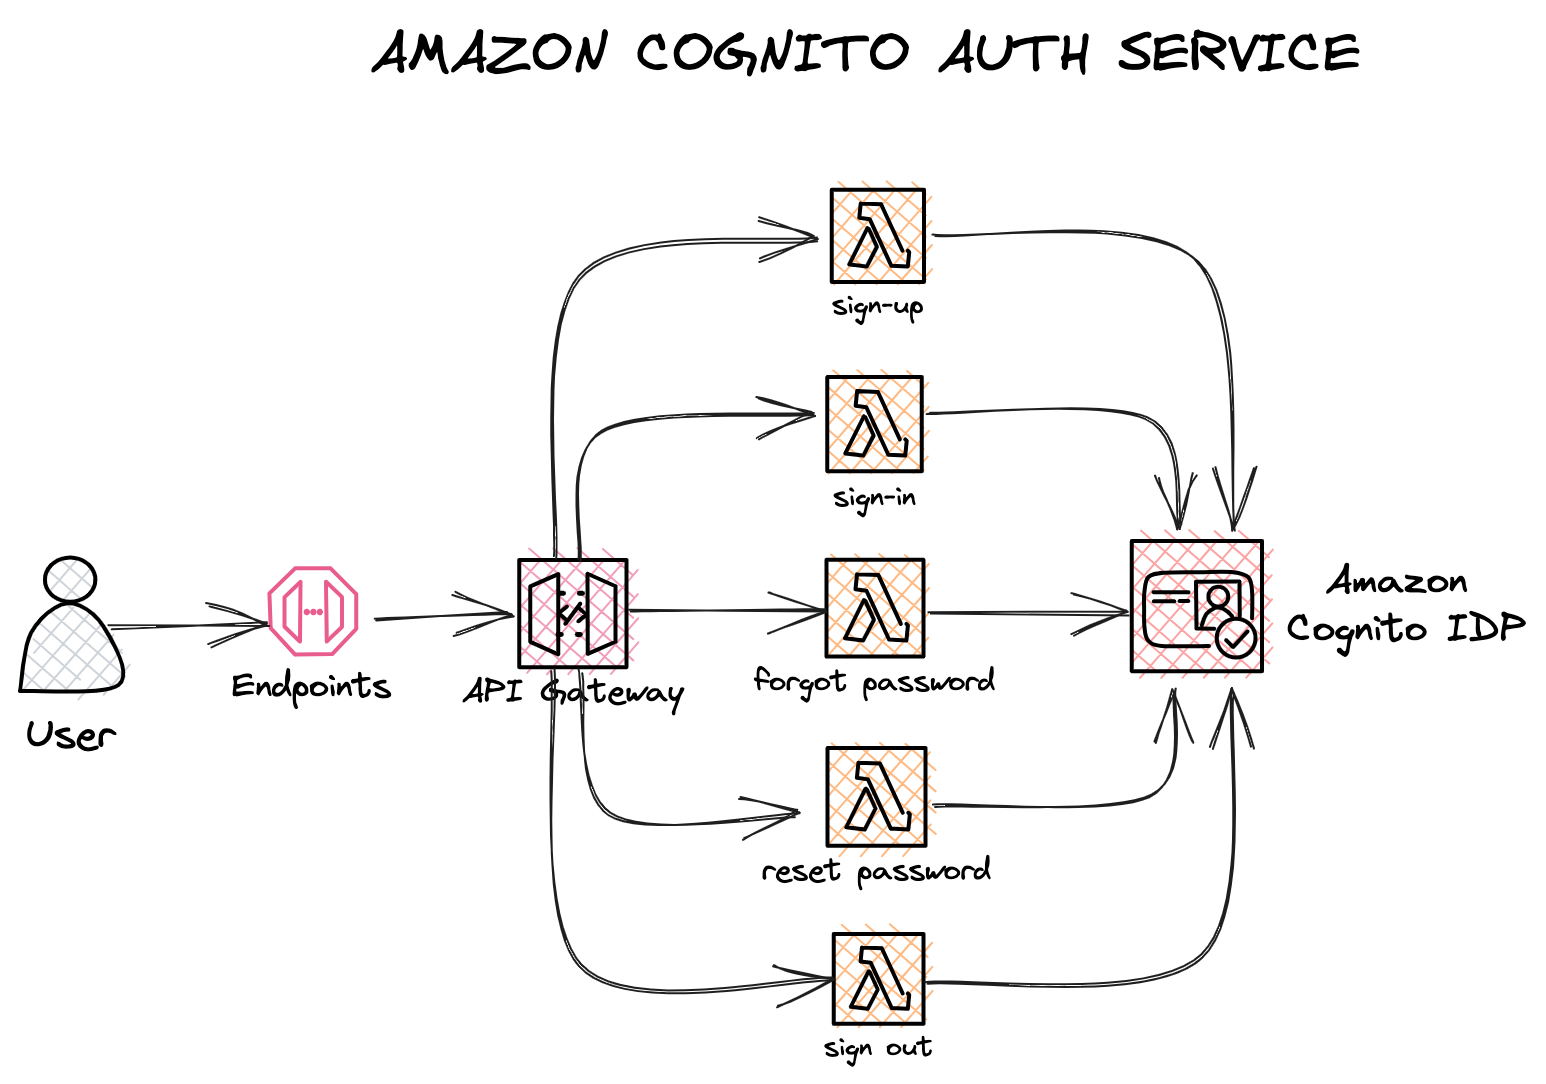 AMAZON COGNITO AUTH SERVICE
sign-up
sign-in
User
Endpoints
API Gateway
forgot password
Amazon
Cognito IDP
reset password
sign out